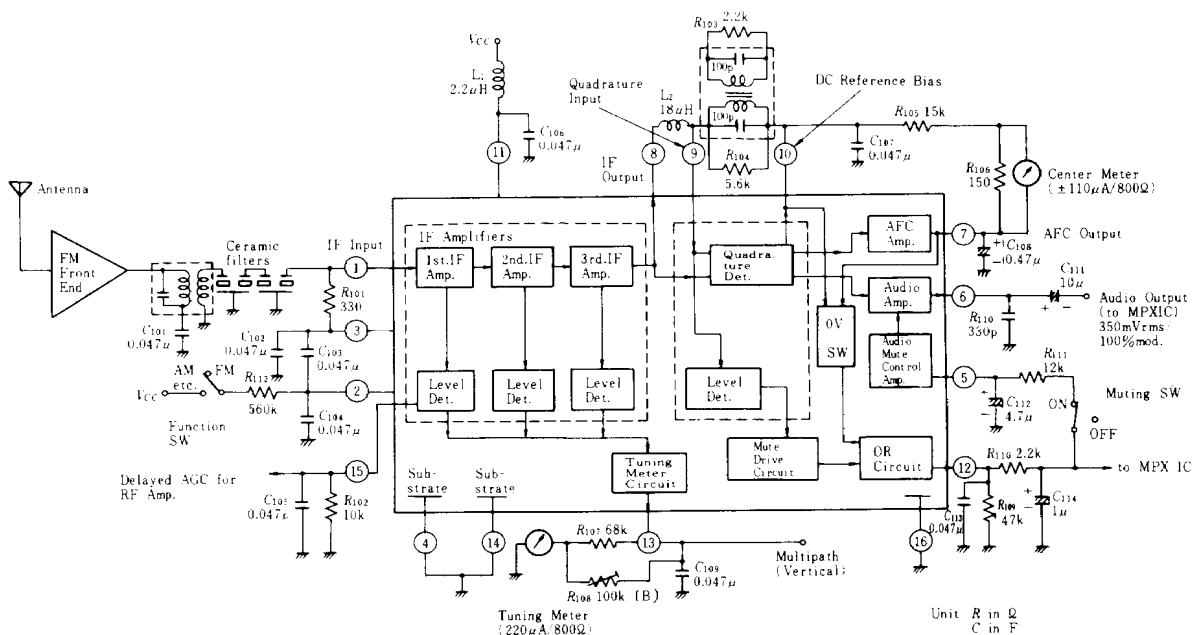 R103
2.2k
Vcc
100p
L1
2.2μH
Quadrature
Input
L2
18μH
100p
DC Reference Bias
R105 15k
C106
0.047μ
11
IF
Output
8
9
R104
5.6k
10
C107
0.047μ
R106
150
Center Meter
(±110μA/800Ω)
Antenna
FM
Front
End
Ceramic
filters
IF Input
1
IF Amplifiers
1st.IF
Amp.
2nd.IF
Amp.
3rd.IF
Amp.
Quadra-
ture
Det.
AFC
Amp.
7
+
−
C108
0.47μ
AFC Output
R101
330
Audio
Amp.
6
C111
10μ
+
−
R110
330p
Audio Output
(to MPXIC)
350mVrms/
100%mod.
C101
0.047μ
C102
0.047μ
3
C103
0.047μ
0V
SW
Audio
Mute
Control
Amp.
5
R111
12k
AM
etc.
FM
Vcc
R112
560k
2
Level
Det.
Level
Det.
Level
Det.
Level
Det.
+
−
C112
4.7μ
ON
OFF
Muting SW
Function
SW
C104
0.047μ
15
Delayed AGC for
RF Amp.
C105
0.047μ
R102
10k
Sub-
strate
Sub-
strate
Tuning
Meter
Circuit
Mute
Drive
Circuit
OR
Circuit
12
R110 2.2k
to MPX IC
C113
0.047μ
R109
47k
+
−
C114
1μ
4
14
R107 68k
13
16
R108 100k (B)
C109
0.047μ
Multipath
(Vertical)
Tuning Meter
(220μA/800Ω)
Unit R in Ω
C in F